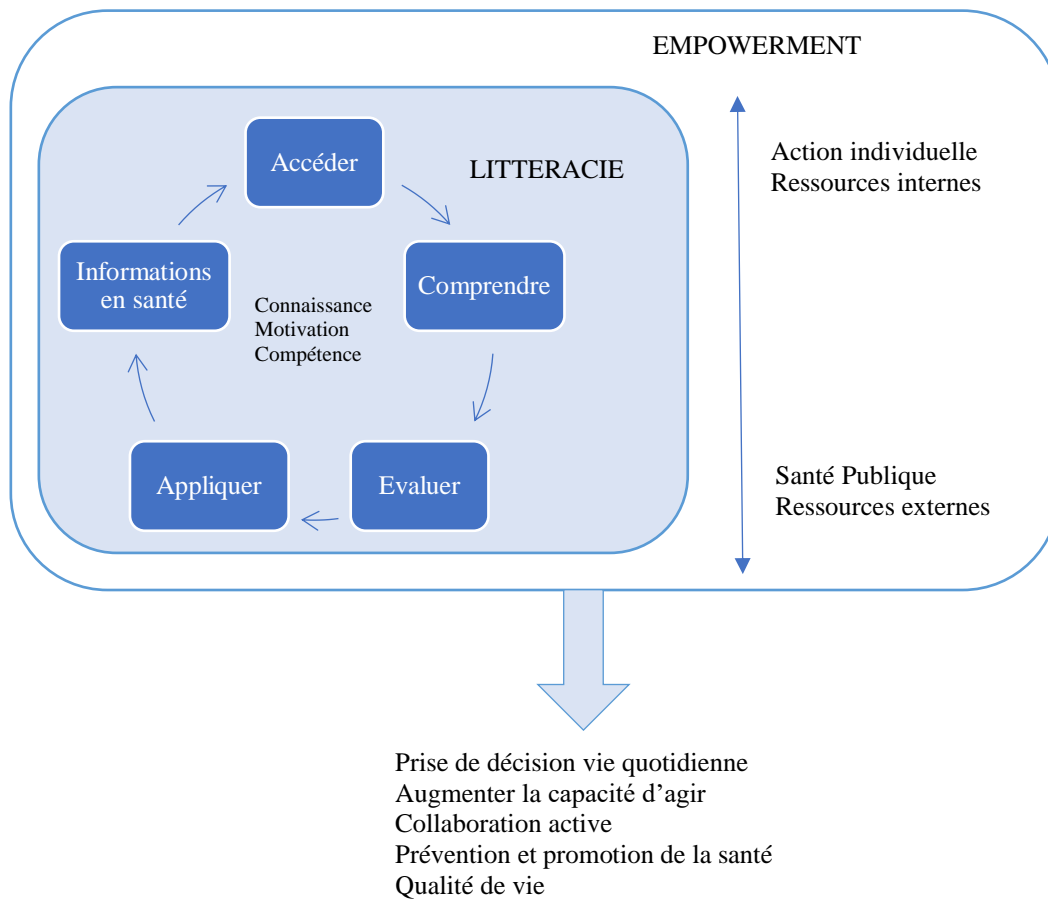 EMPOWERMENT
Accéder
LITTERACIE
Action individuelle
Ressources internes
Informations
en santé
Comprendre
Connaissance
Motivation
Compétence
Appliquer
Evaluer
Santé Publique
Ressources externes
Prise de décision vie quotidienne
Augmenter la capacité d’agir
Collaboration active
Prévention et promotion de la santé
Qualité de vie